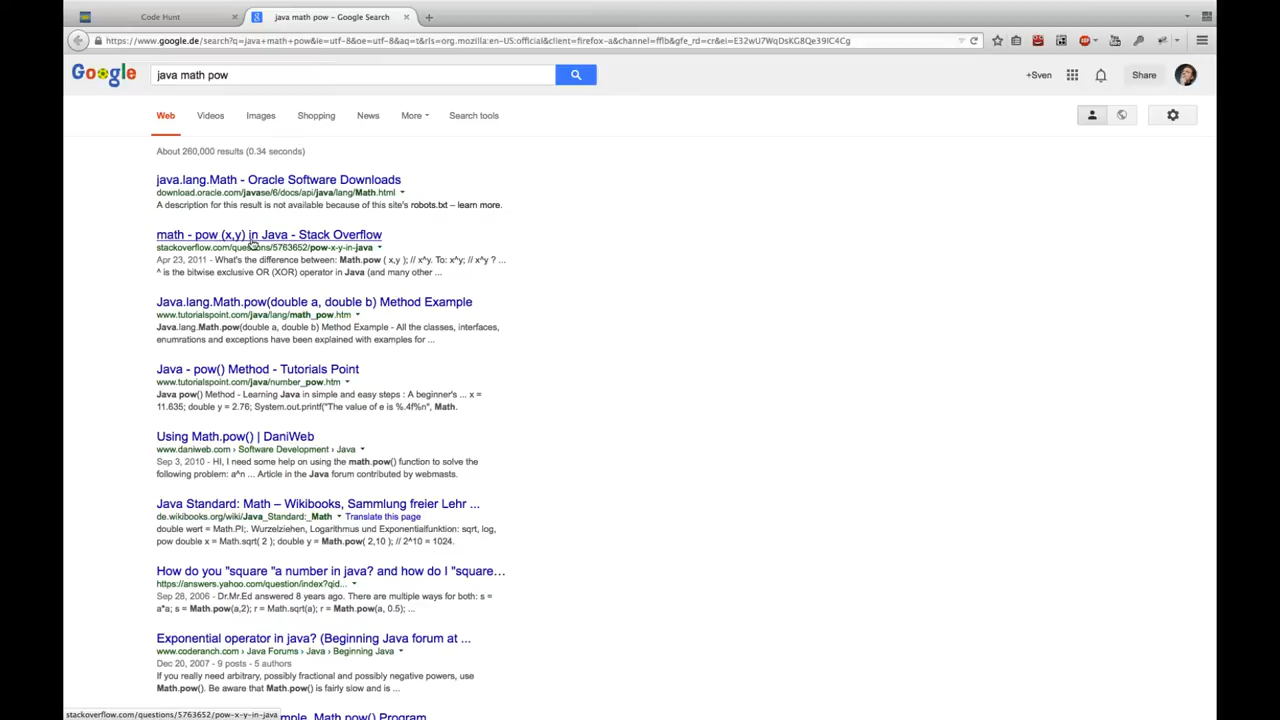 Code Hunt
java math pow - Google Search
https://www.google.de/search?q=java+math+pow&ie=utf-8&oe=utf-8&aq=t&rls=org.mozilla:en-US:official&client=firefox-a&channel=fflb&gfe_rd=cr&ei=E32wU7WqDsKG8Qe39IC4Cg
Google
java math pow
+Sven
Share
Web Videos Images Shopping News More Search tools
About 260,000 results (0.34 seconds)
java.lang.Math - Oracle Software Downloads
download.oracle.com/javase/6/docs/api/java/lang/Math.html
A description for this result is not available because of this site's robots.txt – learn more.
math - pow (x,y) in Java - Stack Overflow
stackoverflow.com/questions/5763652/pow-x-y-in-java
Apr 23, 2011 - What's the difference between: Math.pow ( x,y ); // x^y. To: x^y; // x^y ? ...
^ is the bitwise exclusive OR (XOR) operator in Java (and many other ...
Java.lang.Math.pow(double a, double b) Method Example
www.tutorialspoint.com/java/lang/math_pow.htm
Java.lang.Math.pow(double a, double b) Method Example - All the classes, interfaces,
enumrations and exceptions have been explained with examples for ...
Java - pow() Method - Tutorials Point
www.tutorialspoint.com/java/number_pow.htm
Java pow() Method - Learning Java in simple and easy steps : A beginner's ... x =
11.635; double y = 2.76; System.out.printf("The value of e is %.4f%n", Math.
Using Math.pow() | DaniWeb
www.daniweb.com › Software Development › Java
Sep 3, 2010 - HI, I need some help on using the math.pow() function to solve the
following problem: a^n ... Article in the Java forum contributed by webmasts.
Java Standard: Math – Wikibooks, Sammlung freier Lehr ...
de.wikibooks.org/wiki/Java_Standard:_Math Translate this page
double wert = Math.PI;. Wurzelziehen, Logarithmus und Exponentialfunktion: sqrt, log,
pow double x = Math.sqrt( 2 ); double y = Math.pow( 2,10 ); // 2^10 = 1024.
How do you "square "a number in java? and how do I "square...
https://answers.yahoo.com/question/index?qid...
Sep 28, 2006 - Dr.Mr.Ed answered 8 years ago. There are multiple ways for both: s =
a*a; s = Math.pow(a,2); r = Math.sqrt(a); r = Math.pow(a, 0.5); ...
Exponential operator in java? (Beginning Java forum at ...
www.coderanch.com › Java Forums › Java › Beginning Java
Dec 20, 2007 - 9 posts - 5 authors
If you really need arbitrary, possibly fractional and possibly negative powers, use
Math.pow(). Be aware that Math.pow() is fairly slow and is ...
stackoverflow.com/questions/5763652/pow-x-y-in-java
mple, Math.pow() Program